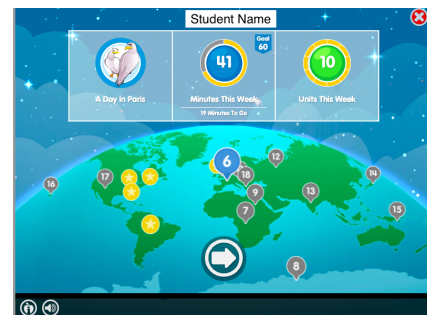 Student Name
Goal
60
41
10
A Day in Paris
Minutes This Week
Units This Week
19 Minutes To Go
6
12
14
16
17
18
13
9
7
15
8